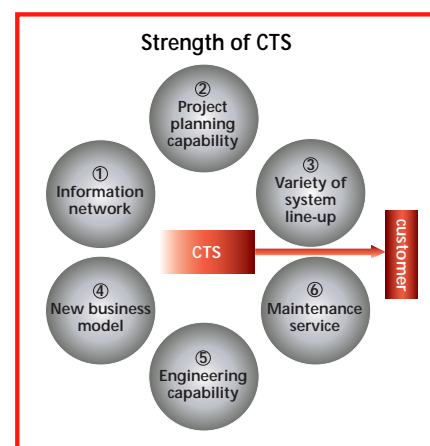 Strength of CTS
①
Information
network
②
Project
planning
capability
③
Variety of
system
line-up
CTS
customer
④
New business
model
⑤
Engineering
capability
⑥
Maintenance
service